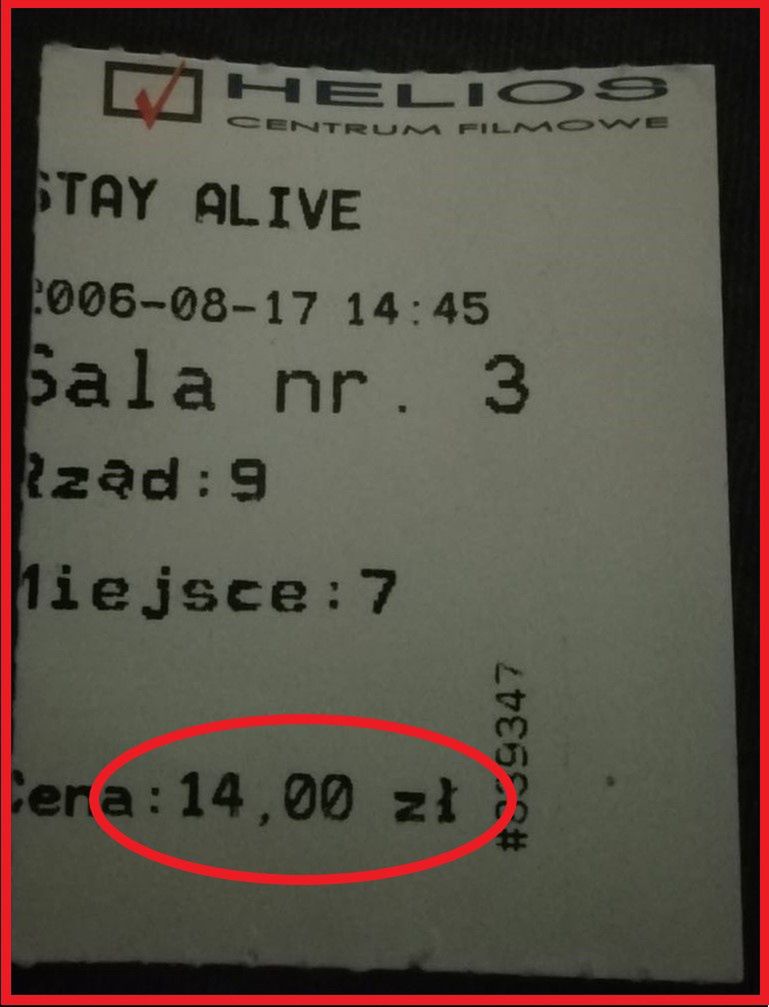 HELIOS
CENTRUM FILMOWE
STAY ALIVE
2006-08-17 14:45
Sala nr. 3
Rząd:9
Miejsce:7
Cena:14,00 zł
#339347